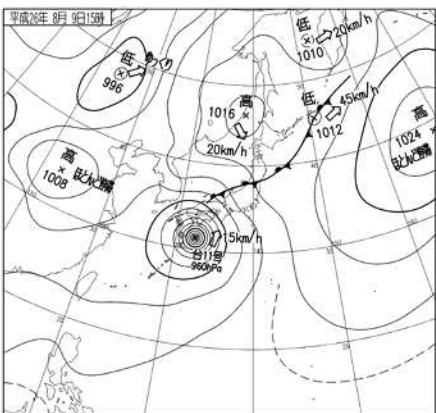 平成26年 8月 9日15時
低
996
ゆっくり
低
1010
20km/h
高
1016
20km/h
低
1012
45km/h
高
1024
ほとんど停滞
高
1008
ほとんど停滞
15km/h
台11号
950hPa